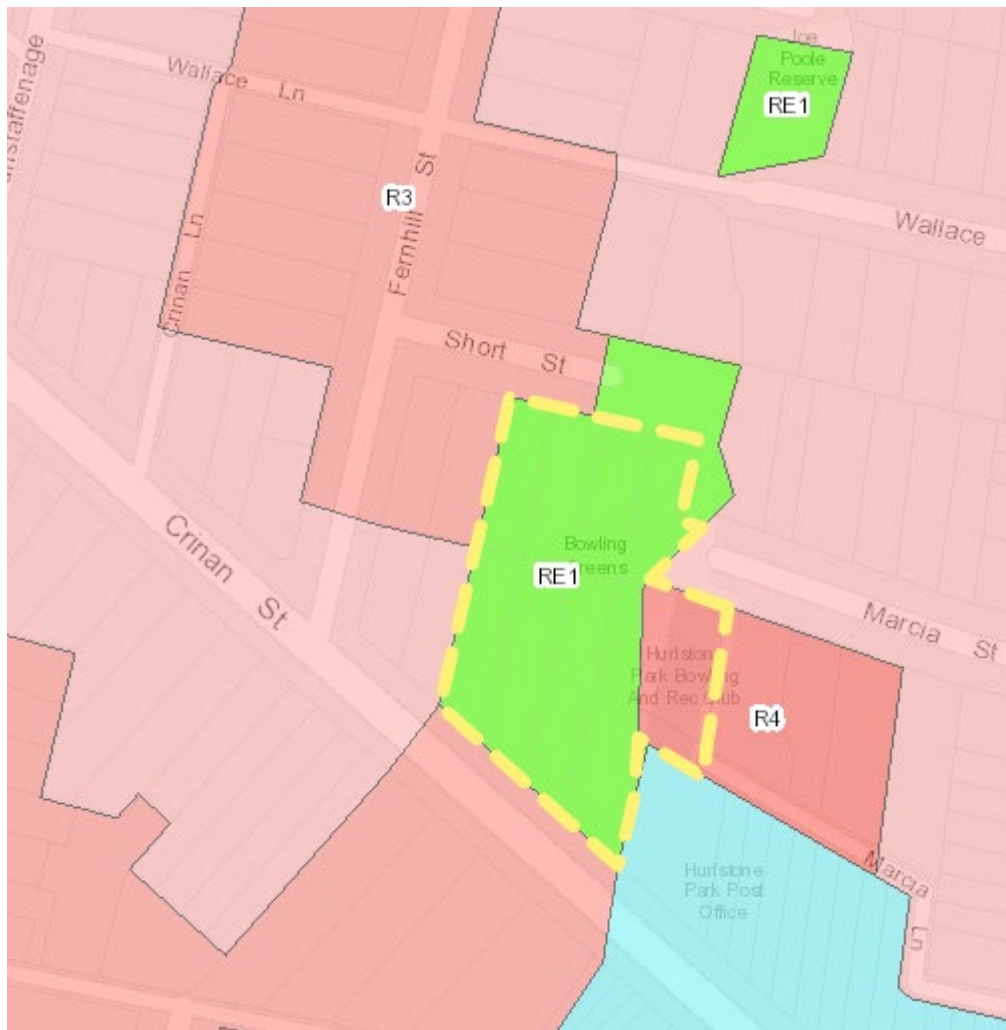 Joe
Poole
Reserve
RE1
Wallace Ln
R3
Fernhill St
Crinan Ln
Wallace
Short St
Crinan St
Bowling
Greens
RE1
Marcia St
Hurlstone
Park Bowling
And Rec Club
R4
Hurlstone
Park Post
Office
Marcia Ln